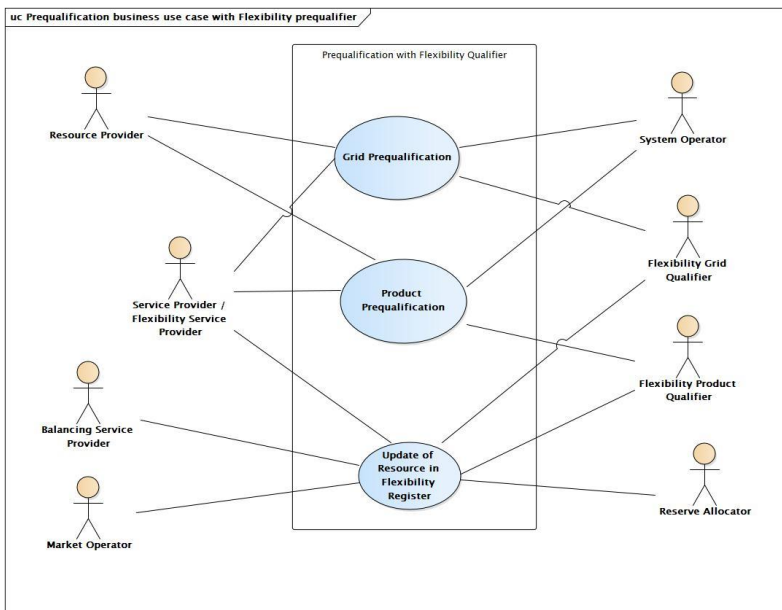 uc Prequalification business use case with Flexibility prequalifier
Prequalification with Flexibility Qualifier
Resource Provider
Grid Prequalification
System Operator
Service Provider /
Flexibility Service
Provider
Product
Prequalification
Flexibility Grid
Qualifier
Flexibility Product
Qualifier
Balancing Service
Provider
Update of
Resource in
Flexibility
Register
Market Operator
Reserve Allocator